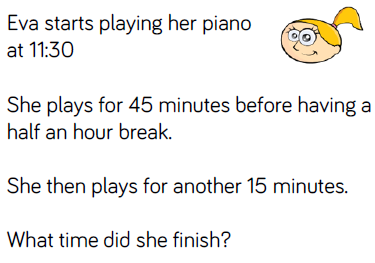 Eva starts playing her piano
at 11:30
She plays for 45 minutes before having a
half an hour break.
She then plays for another 15 minutes.
What time did she finish?